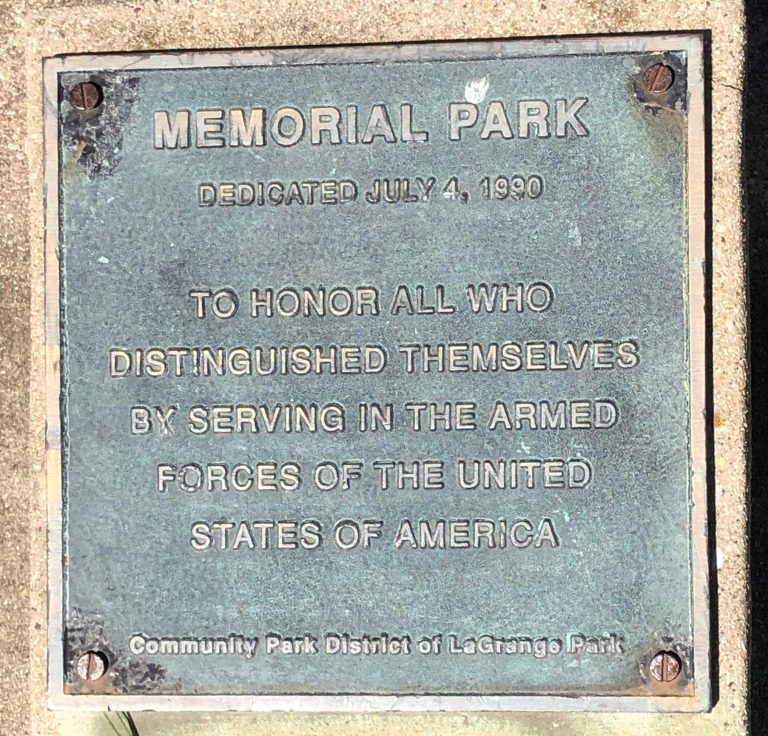 MEMORIAL PARK
DEDICATED JULY 4, 1990
TO HONOR ALL WHO
DISTINGUISHED THEMSELVES
BY SERVING IN THE ARMED
FORCES OF THE UNITED
STATES OF AMERICA
Community Park District of LaGrange Park